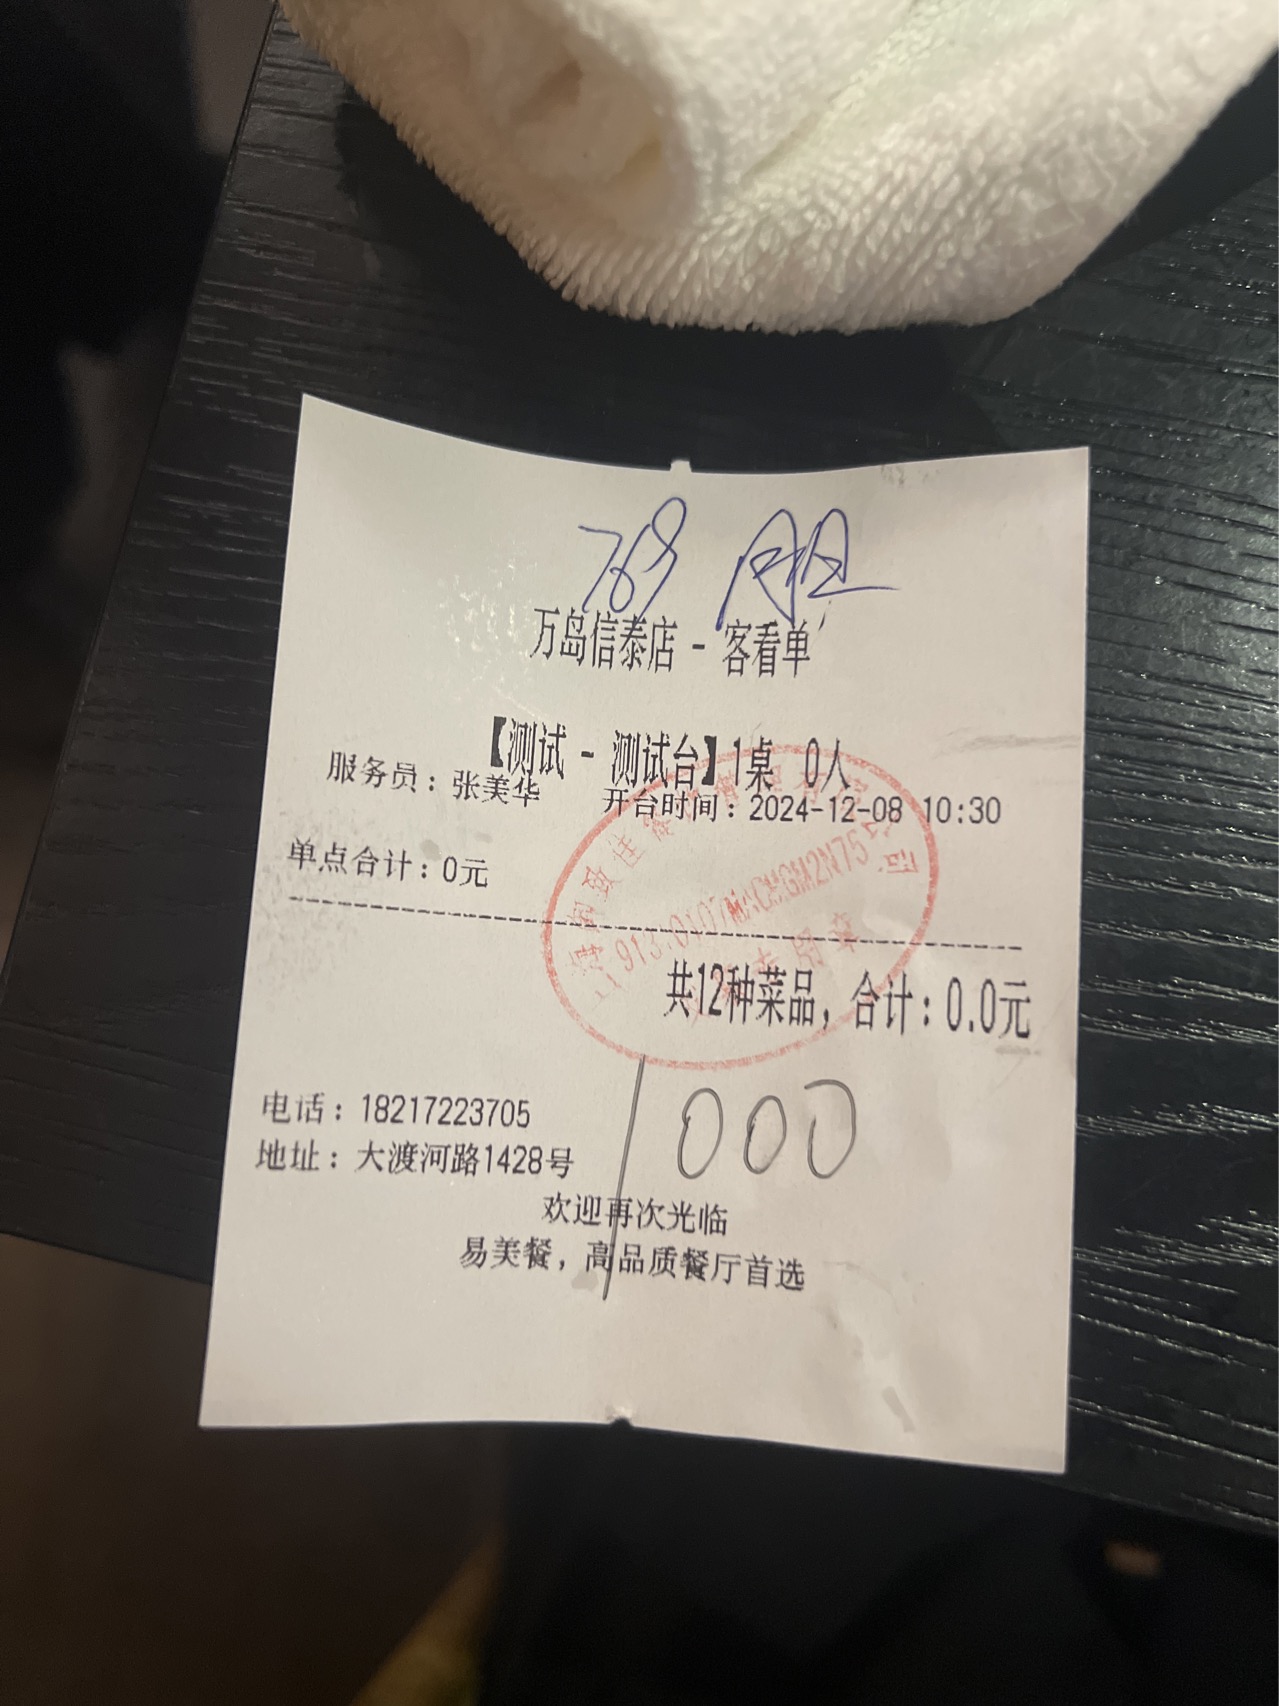 万岛信泰店 - 客看单
【测试 - 测试台】1桌 0人
服务员：张美华 开台时间：2024-12-08 10:30
单点合计：0元
共12种菜品，合计：0.0元
1000
电话：18217223705
地址：大渡河路1428号
欢迎再次光临
易美餐，高品质餐厅首选